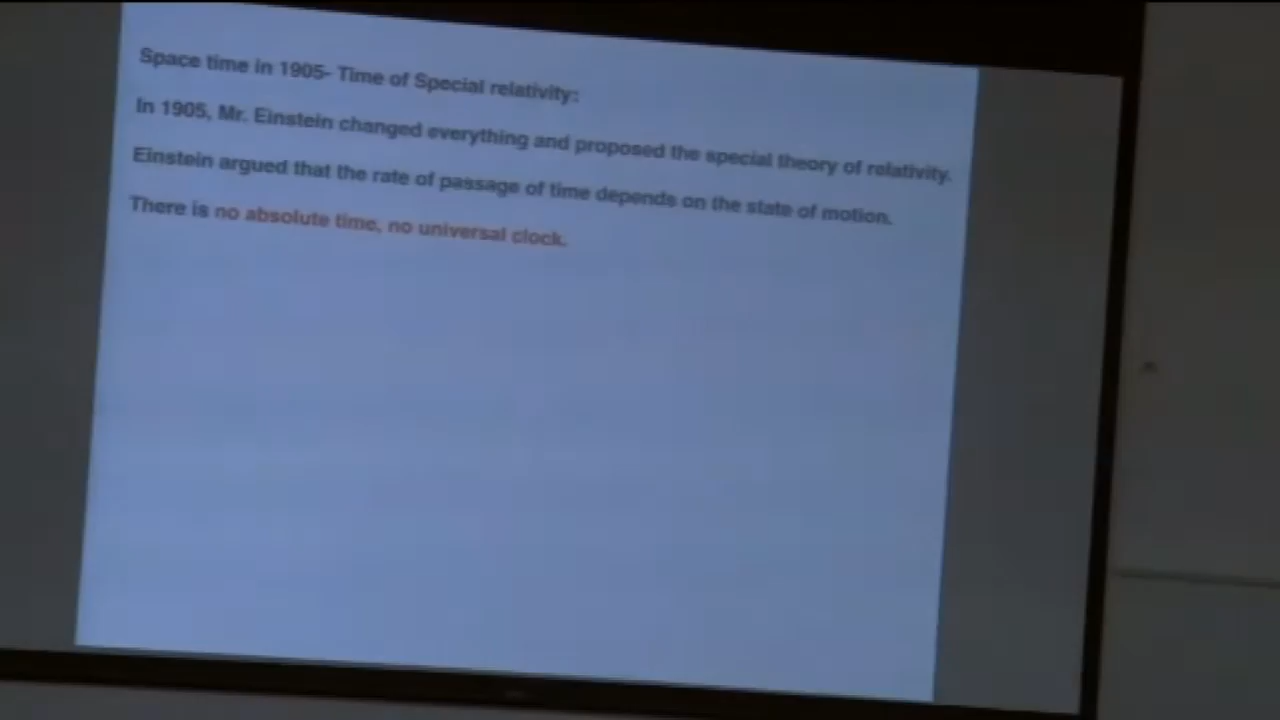 Space time in 1905- Time of Special relativity:
In 1905, Mr. Einstein changed everything and proposed the special theory of relativity.
Einstein argued that the rate of passage of time depends on the state of motion.
There is no absolute time, no universal clock.